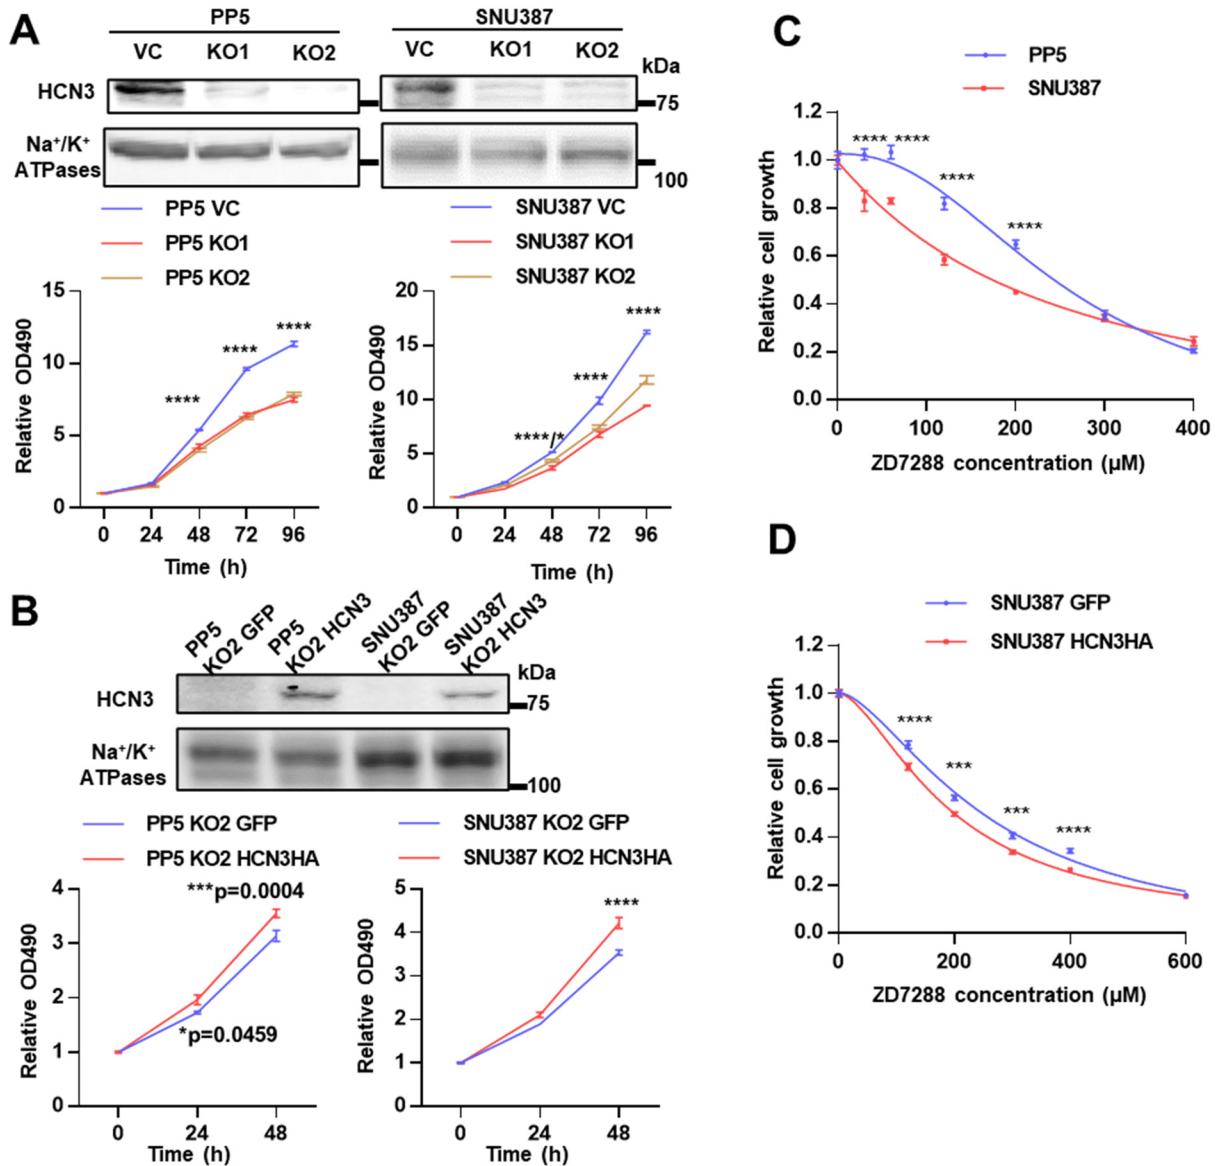 A
PP5
SNU387
VC KO1 KO2
VC KO1 KO2
kDa
HCN3
75
Na+/K+
ATPases
100
PP5 VC
PP5 KO1
PP5 KO2
SNU387 VC
SNU387 KO1
SNU387 KO2
Relative OD490
15
10
5
0
****
****
****
0 24 48 72 96
Time (h)
Relative OD490
20
15
10
5
0
****/*
****
****
0 24 48 72 96
Time (h)
B
PP5
KO2 GFP
PP5
KO2 HCN3
SNU387
KO2 GFP
SNU387
KO2 HCN3
kDa
HCN3
75
Na+/K+
ATPases
100
PP5 KO2 GFP
PP5 KO2 HCN3HA
SNU387 KO2 GFP
SNU387 KO2 HCN3HA
Relative OD490
4
3
2
1
0
***p=0.0004
*p=0.0459
0 24 48
Time (h)
Relative OD490
5
4
3
2
1
0
****
0 24 48
Time (h)
C
PP5
SNU387
Relative cell growth
1.2
1.0
0.8
0.6
0.4
0.2
0.0
**** ****
****
****
0 100 200 300 400
ZD7288 concentration (μM)
D
SNU387 GFP
SNU387 HCN3HA
Relative cell growth
1.2
1.0
0.8
0.6
0.4
0.2
0.0
****
***
***
****
0 200 400 600
ZD7288 concentration (μM)